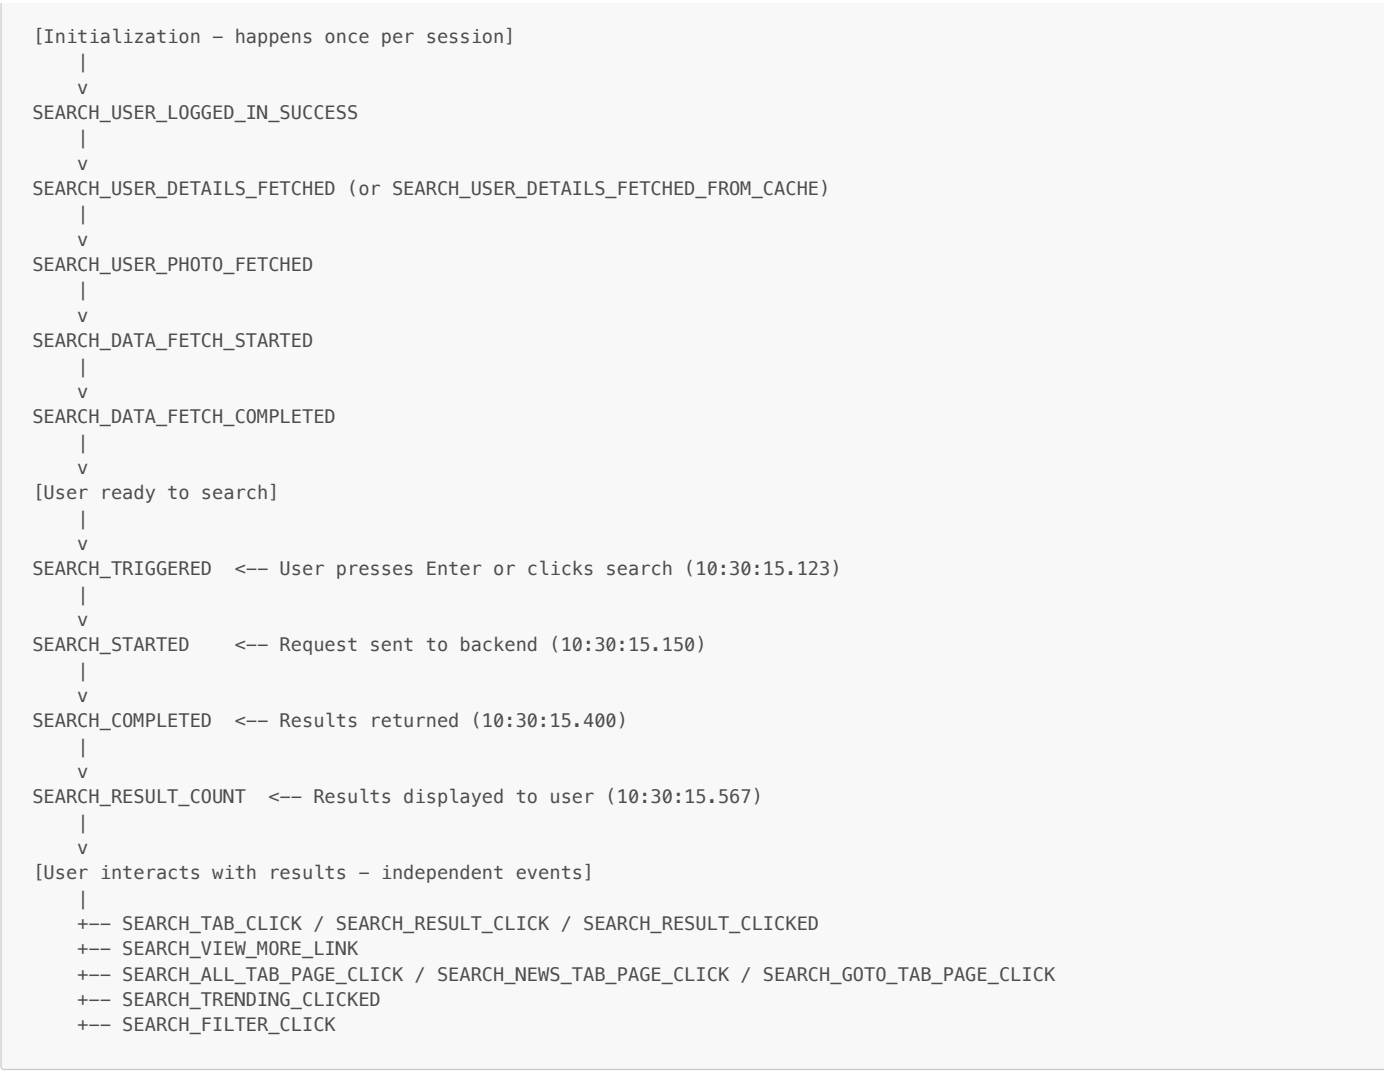 [Initialization – happens once per session]
|
v
SEARCH_USER_LOGGED_IN_SUCCESS
|
v
SEARCH_USER_DETAILS_FETCHED (or SEARCH_USER_DETAILS_FETCHED_FROM_CACHE)
|
v
SEARCH_USER_PHOTO_FETCHED
|
v
SEARCH_DATA_FETCH_STARTED
|
v
SEARCH_DATA_FETCH_COMPLETED
|
v
[User ready to search]
|
v
SEARCH_TRIGGERED <-- User presses Enter or clicks search (10:30:15.123)
|
v
SEARCH_STARTED <-- Request sent to backend (10:30:15.150)
|
v
SEARCH_COMPLETED <-- Results returned (10:30:15.400)
|
v
SEARCH_RESULT_COUNT <-- Results displayed to user (10:30:15.567)
|
v
[User interacts with results – independent events]
|
+-- SEARCH_TAB_CLICK / SEARCH_RESULT_CLICK / SEARCH_RESULT_CLICKED
+-- SEARCH_VIEW_MORE_LINK
+-- SEARCH_ALL_TAB_PAGE_CLICK / SEARCH_NEWS_TAB_PAGE_CLICK / SEARCH_GOTO_TAB_PAGE_CLICK
+-- SEARCH_TRENDING_CLICKED
+-- SEARCH_FILTER_CLICK